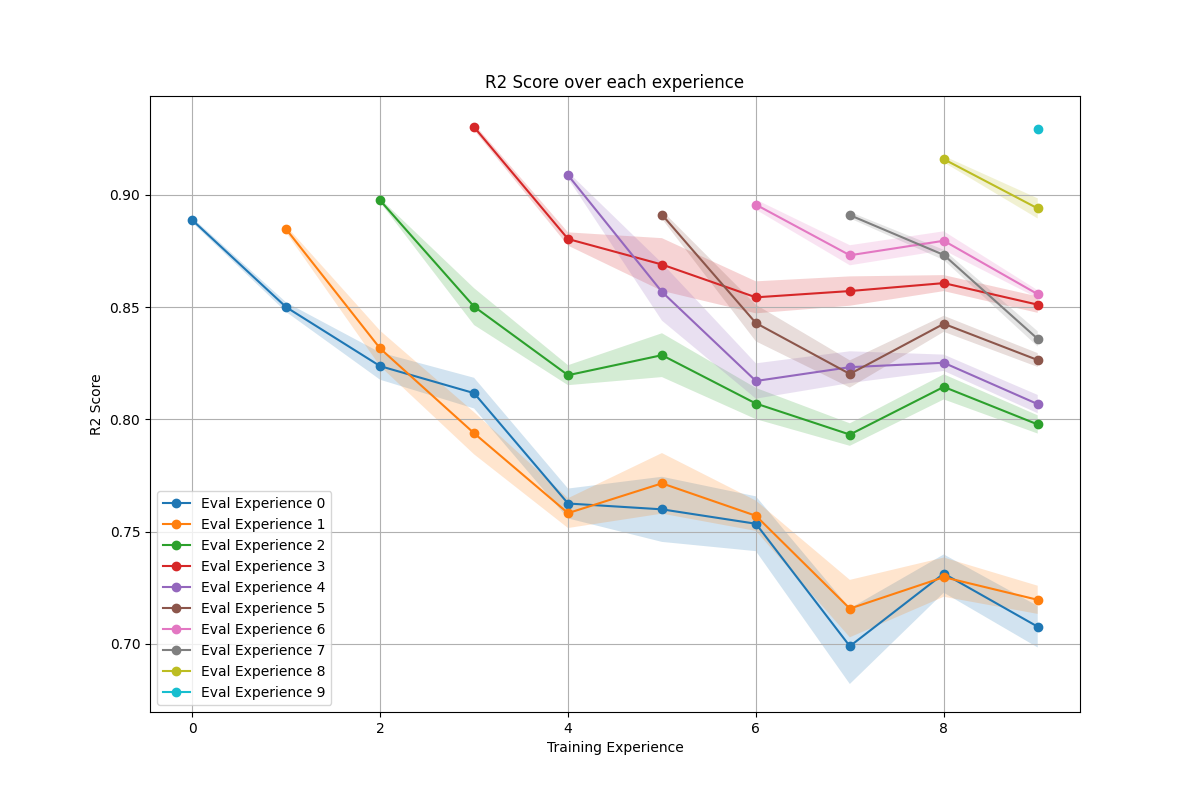 R2 Score over each experience
0.90
0.85
0.80
0.75
0.70
R2 Score
Eval Experience 0
Eval Experience 1
Eval Experience 2
Eval Experience 3
Eval Experience 4
Eval Experience 5
Eval Experience 6
Eval Experience 7
Eval Experience 8
Eval Experience 9
0 2 4 6 8
Training Experience